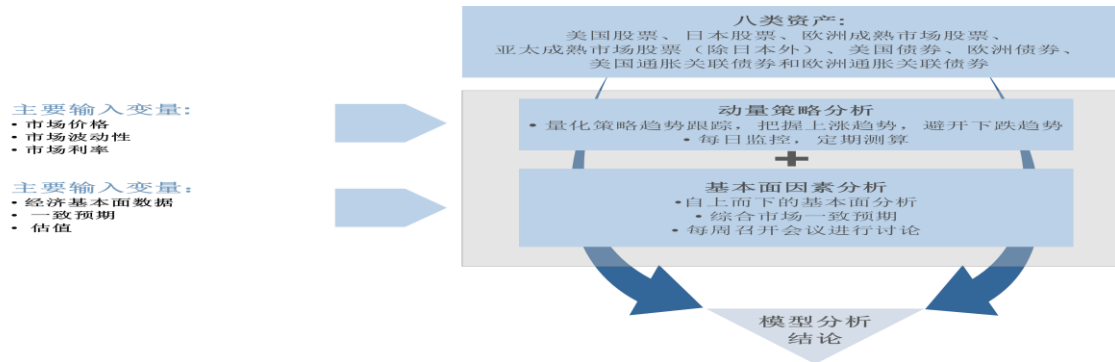 八类资产:
美国股票、日本股票、欧洲成熟市场股票、
亚太成熟市场股票（除日本外）、美国债券、欧洲债券、
美国通胀关联债券和欧洲通胀关联债券
主要输入变量:
• 市场价格
• 市场波动性
• 市场利率
动量策略分析
• 量化策略趋势跟踪，把握上涨趋势，避开下跌趋势
• 每日监控，定期测算
+
主要输入变量:
• 经济基本面数据
• 一致预期
• 估值
基本面因素分析
• 自上而下的基本面分析
• 综合市场一致预期
• 每周召开会议进行讨论
模型分析
结论